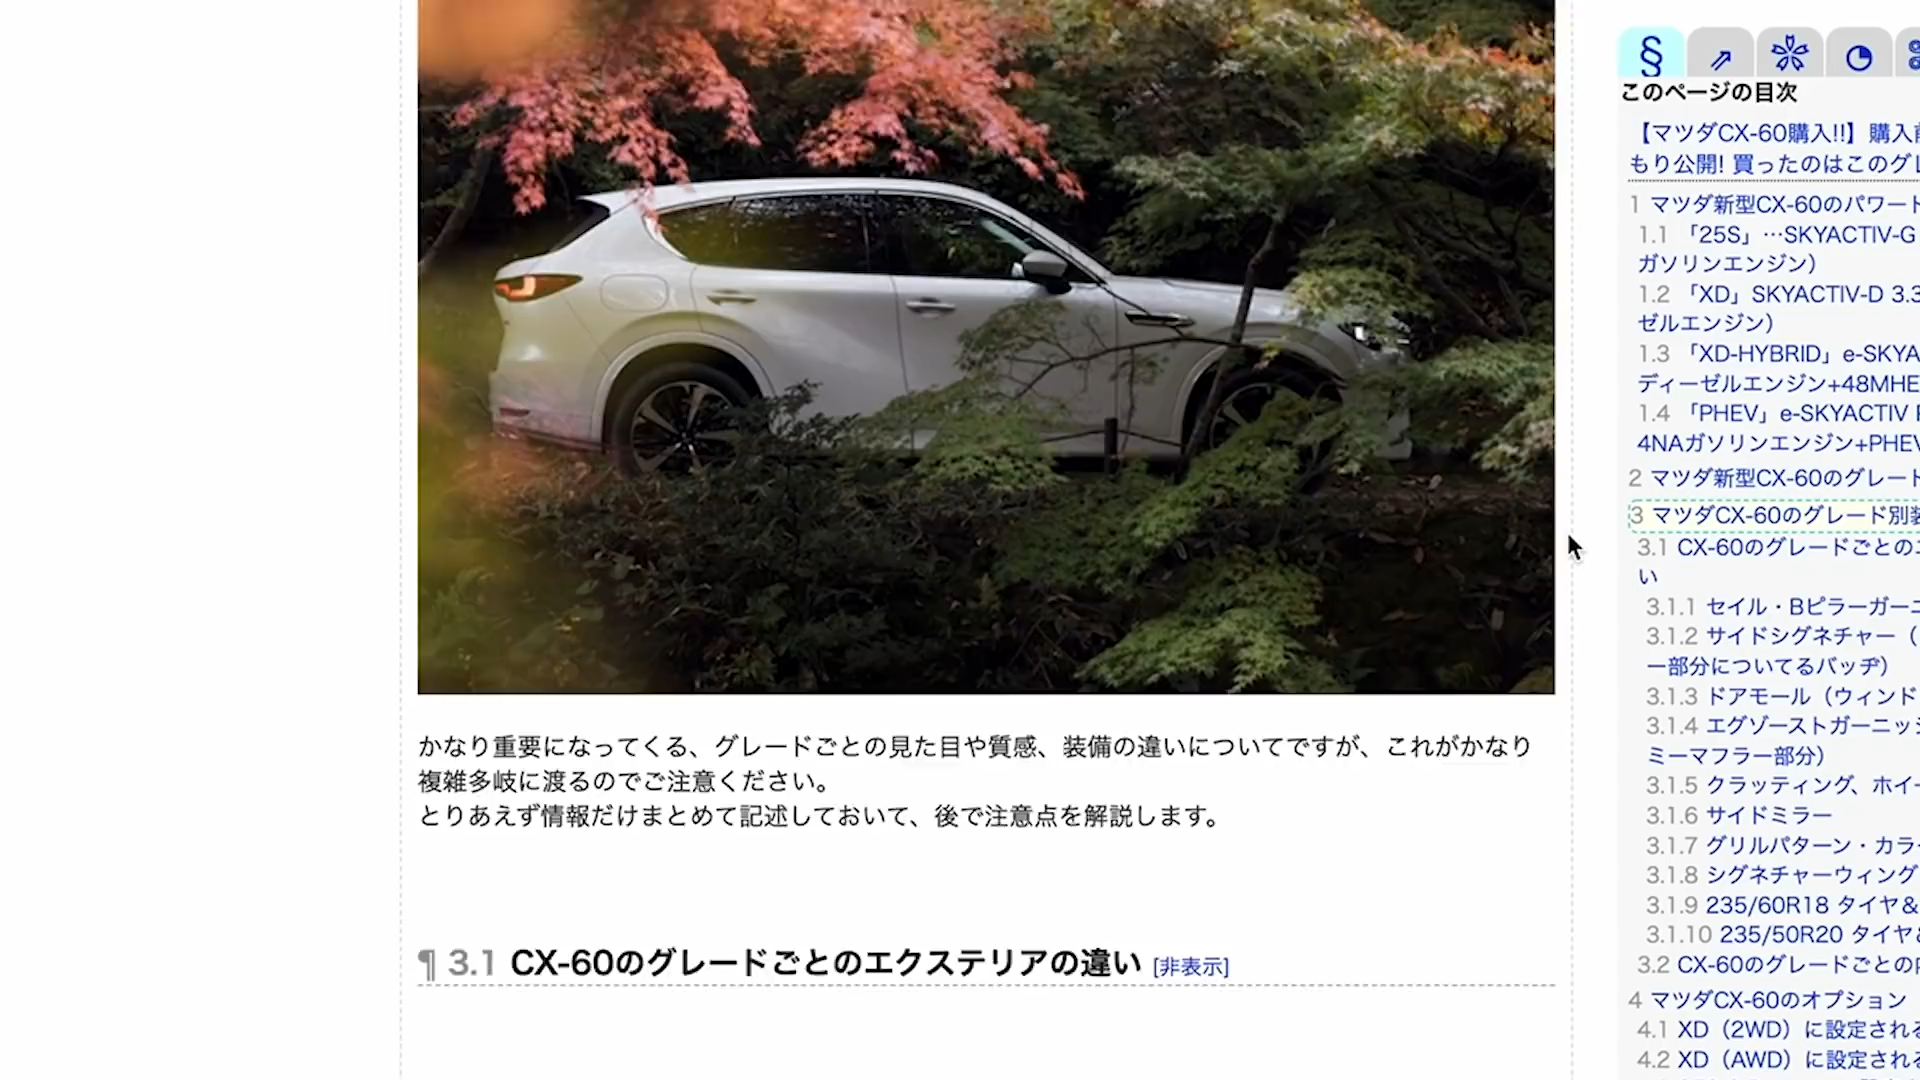 かなり重要になってくる、グレードごとの見た目や質感、装備の違いについてですが、これがかなり
複雑多岐に渡るのでご注意ください。
とりあえず情報だけまとめて記述しておいて、後で注意点を解説します。
¶ 3.1 CX-60のグレードごとのエクステリアの違い [非表示]
§
このページの目次
【マツダCX-60購入!!】購入
もり公開! 買ったのはこのグレ
1 マツダ新型CX-60のパワート
1.1 「25S」…SKYACTIV-G
ガソリンエンジン）
1.2 「XD」SKYACTIV-D 3.3
ゼルエンジン）
1.3 「XD-HYBRID」e-SKYA
ディーゼルエンジン+48MHE
1.4 「PHEV」e-SKYACTIV
4NAガソリンエンジン+PHEV
2 マツダ新型CX-60のグレード
3 マツダCX-60のグレード別
3.1 CX-60のグレードごとの
い
3.1.1 セイル・Bピラーガー
3.1.2 サイドシグネチャー（
ー部分についてるバッヂ）
3.1.3 ドアモール（ウィンド
3.1.4 エグゾーストガーニッ
ミーマフラー部分）
3.1.5 クラッティング、ホイ
3.1.6 サイドミラー
3.1.7 グリルパターン・カラ
3.1.8 シグネチャーウィング
3.1.9 235/60R18 タイヤ＆
3.1.10 235/50R20 タイヤ
3.2 CX-60のグレードごとの
4 マツダCX-60のオプション
4.1 XD（2WD）に設定される
4.2 XD（AWD）に設定される